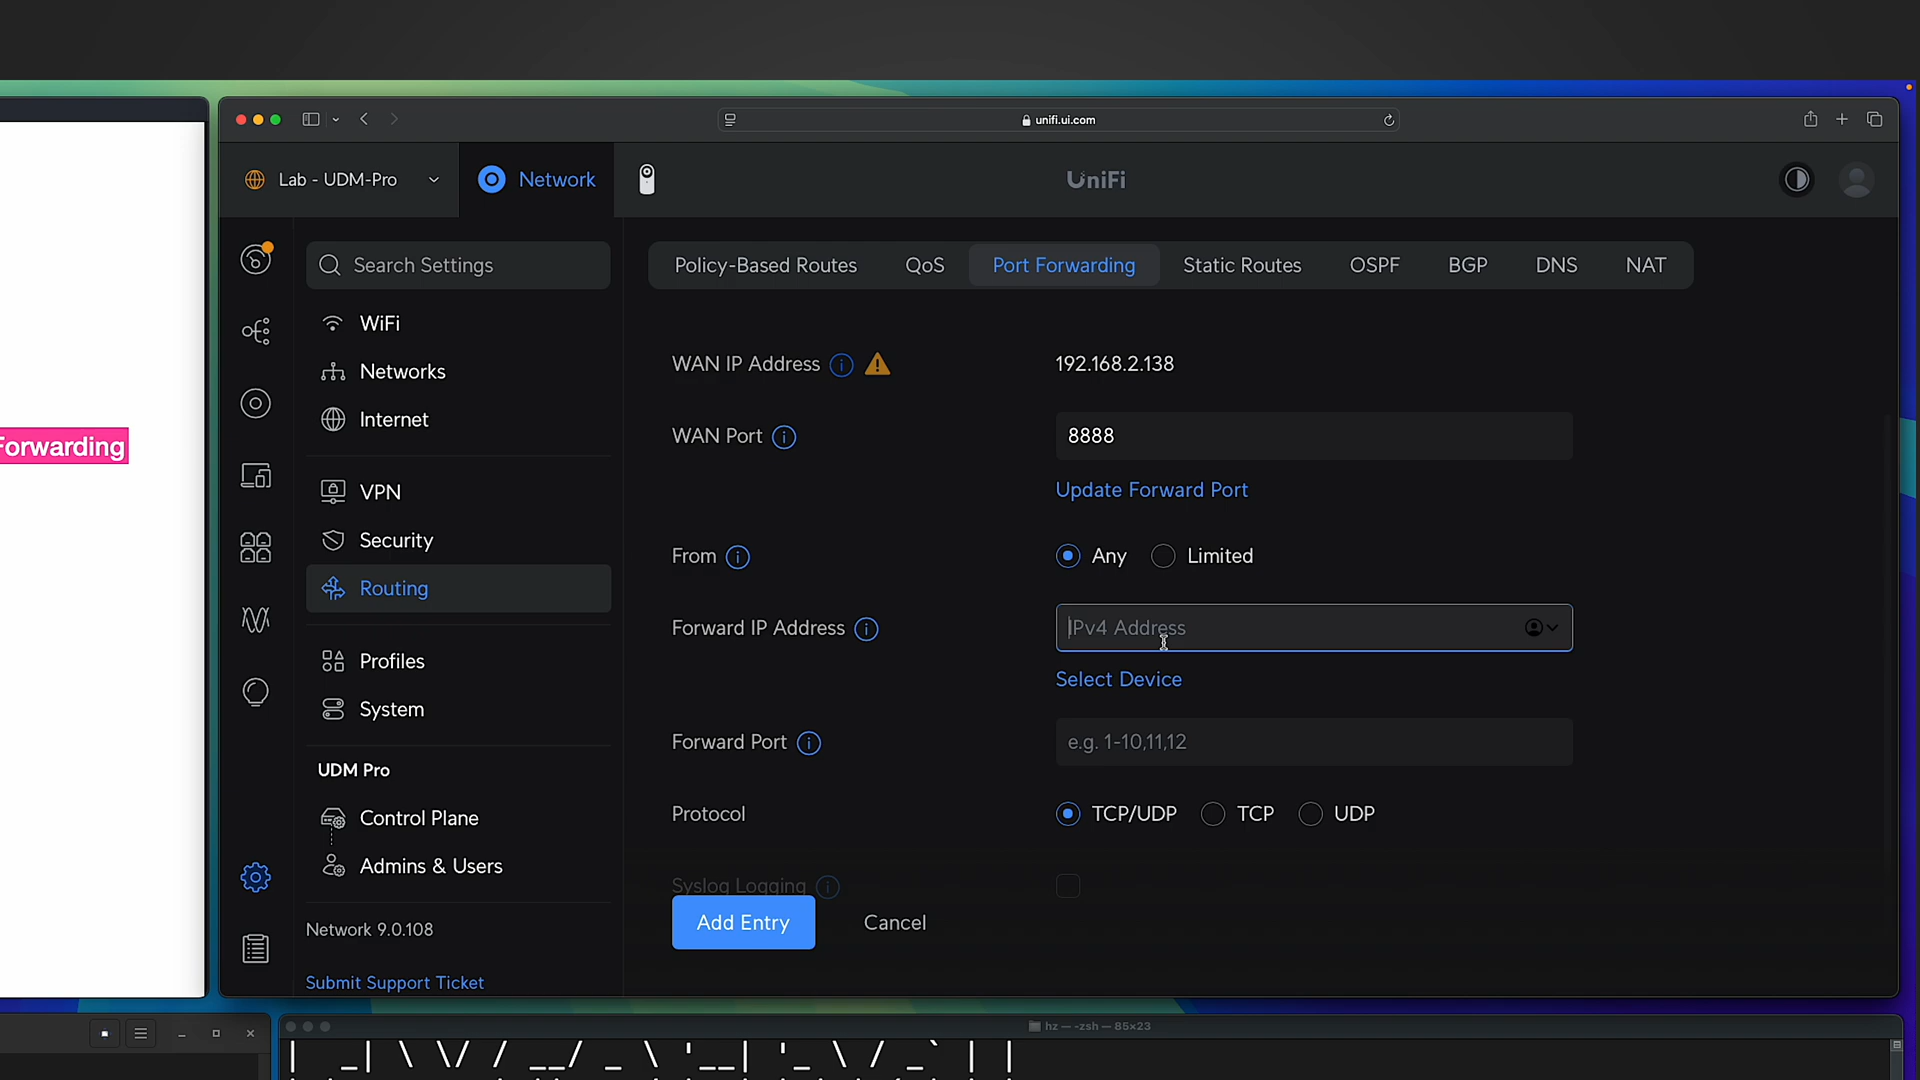 unifi.ui.com
Lab - UDM-Pro
Network
UniFi
Search Settings
Policy-Based Routes
QoS
Port Forwarding
Static Routes
OSPF
BGP
DNS
NAT
WiFi
Networks
Internet
VPN
Security
Routing
Profiles
System
UDM Pro
Control Plane
Admins & Users
Network 9.0.108
Submit Support Ticket
WAN IP Address
192.168.2.138
WAN Port
8888
Update Forward Port
From
Any
Limited
Forward IP Address
IPv4 Address
Select Device
Forward Port
e.g. 1-10,11,12
Protocol
TCP/UDP
TCP
UDP
Syslog Logging
Add Entry
Cancel
Forwarding
hz — -zsh — 85×23